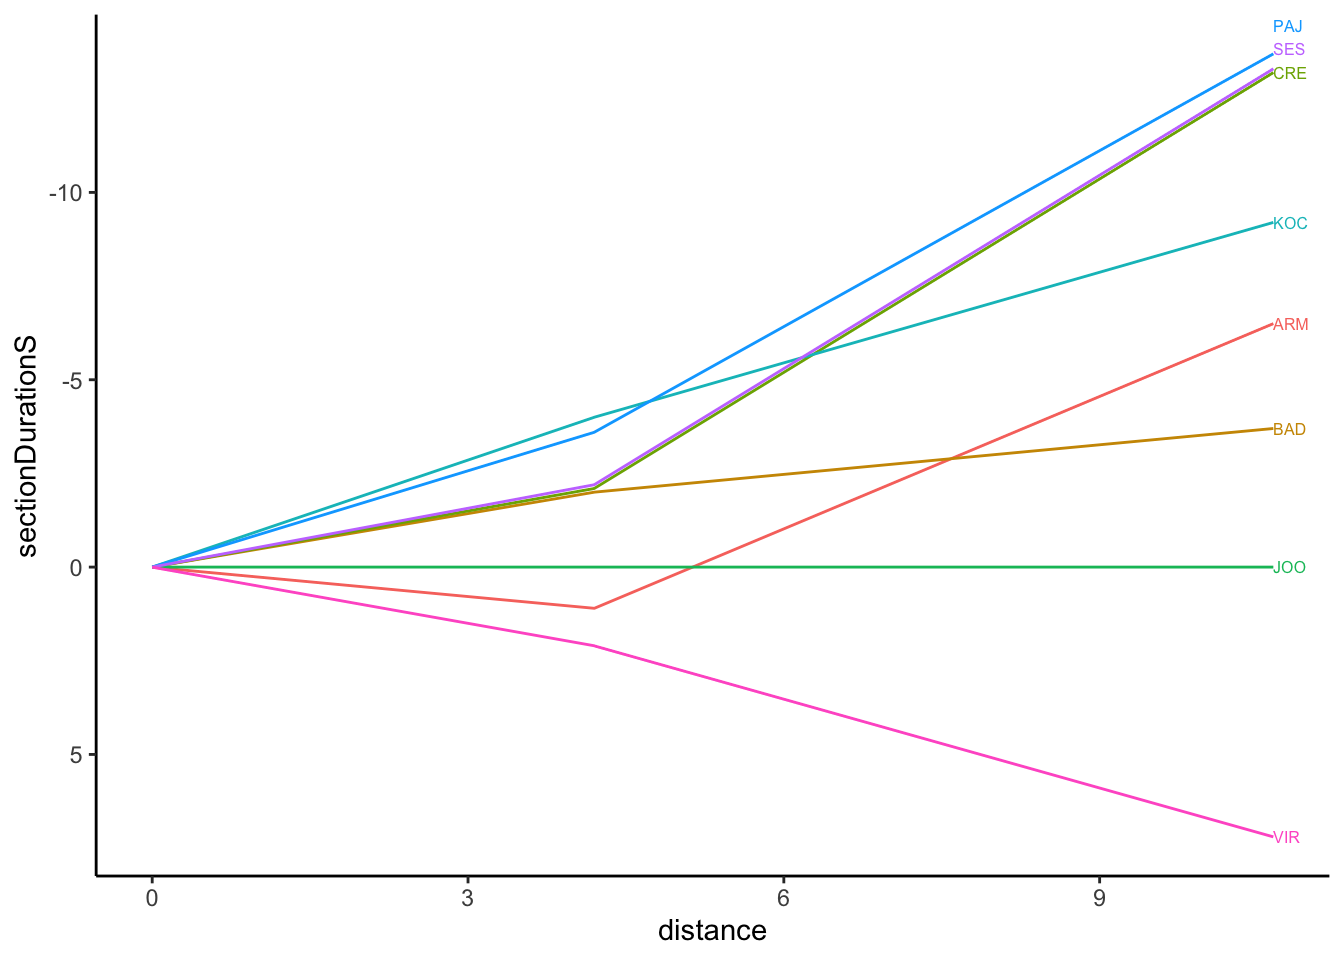 PAJ
SES
CRE
-10
KOC
ARM
-5
BAD
0
JOO
5
VIR
sectionDurationS
0 3 6 9
distance